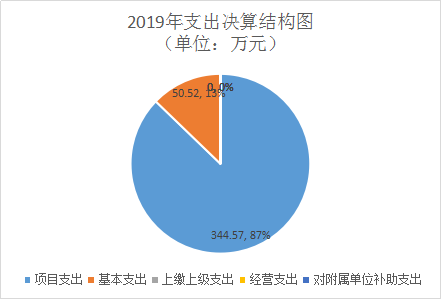 2019年支出决算结构图
（单位：万元）
0, 0%
50.52, 13%
344.57, 87%
项目支出 基本支出 上缴上级支出 经营支出 对附属单位补助支出